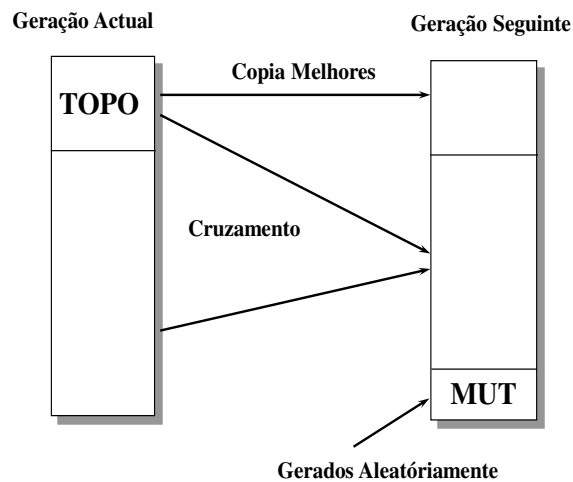 Geração Actual
Geração Seguinte
Copia Melhores
TOPO
Cruzamento
MUT
Gerados Aleatóriamente